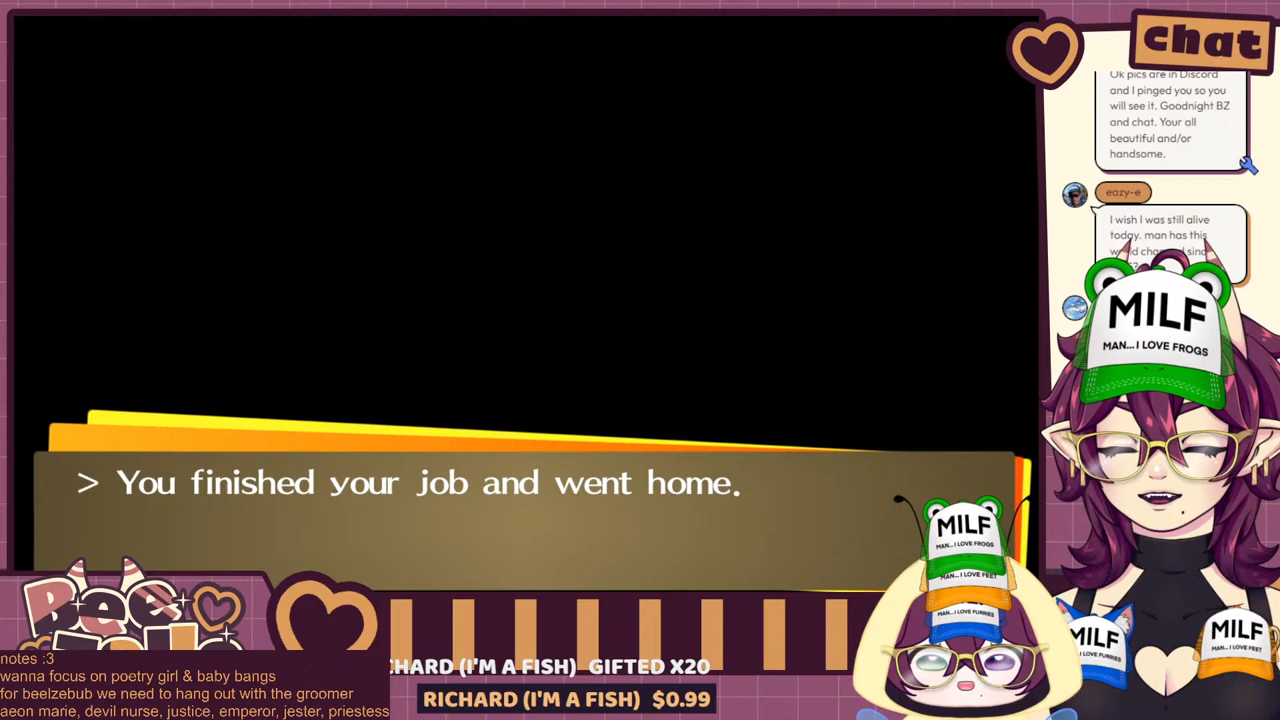 chat
Ok pics are in Discord
and I pinged you so you
will see it. Goodnight BZ
and chat. Your all
beautiful and/or
handsome.
eazy-e
I wish I was still alive
today. man has this
MILF
MAN... I LOVE FROGS
> You finished your job and went home.
MILF
MAN... I LOVE FROGS
MAN... I LOVE FEET
MAN... I LOVE FURRIES
MILF
MAN... I LOVE FURRIES
MILF
MAN... I LOVE FEET
Bee
notes :3
wanna focus on poetry girl & baby bangs
for beelzebub we need to hang out with the groomer
aeon marie, devil nurse, justice, emperor, jester, priestess
CHARD (I'M A FISH) GIFTED X20
RICHARD (I'M A FISH) $0.99